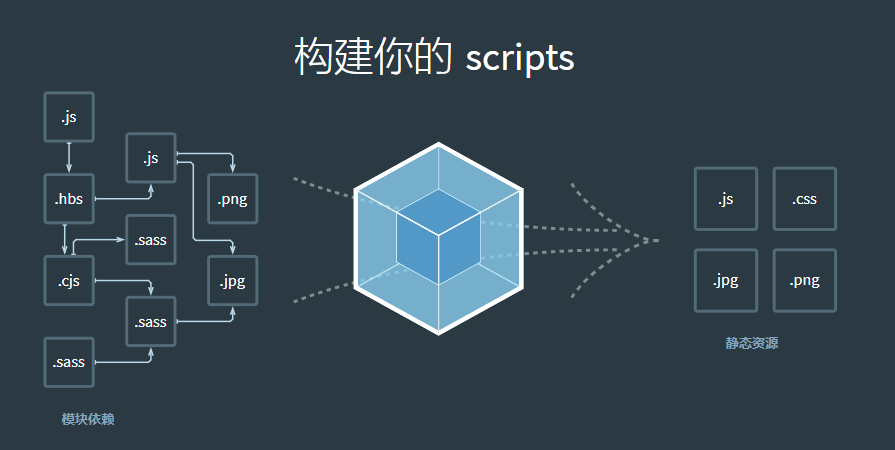 构建你的 scripts
.js
.js
.hbs
.png
.sass
.cjs
.jpg
.sass
.sass
模块依赖
.js
.css
.jpg
.png
静态资源